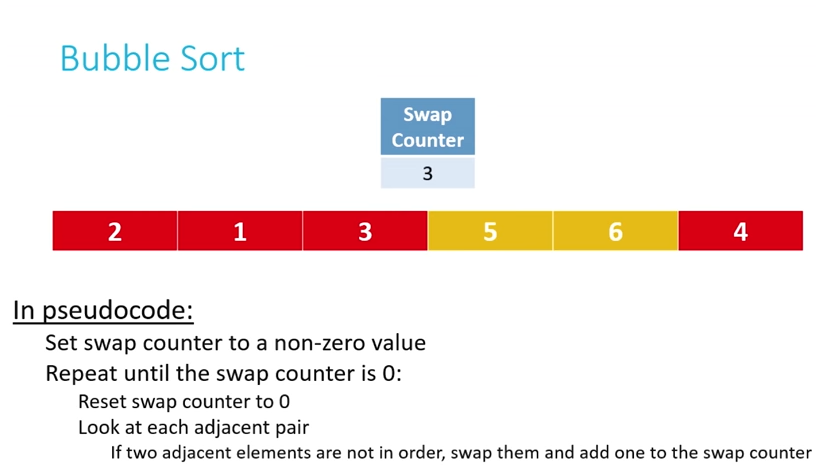 Bubble Sort
Swap
Counter
3
2 1 3 5 6 4
In pseudocode:
Set swap counter to a non-zero value
Repeat until the swap counter is 0:
Reset swap counter to 0
Look at each adjacent pair
If two adjacent elements are not in order, swap them and add one to the swap counter